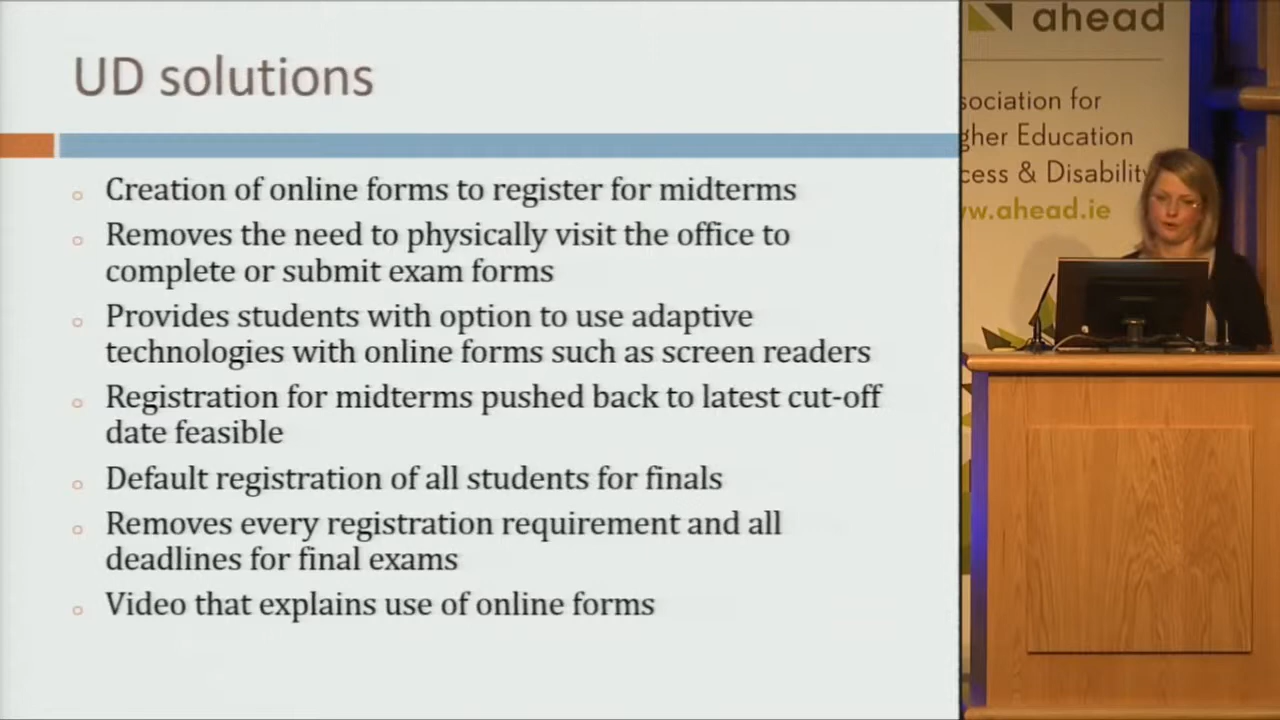 UD solutions
Creation of online forms to register for midterms
Removes the need to physically visit the office to
complete or submit exam forms
Provides students with option to use adaptive
technologies with online forms such as screen readers
Registration for midterms pushed back to latest cut-off
date feasible
Default registration of all students for finals
Removes every registration requirement and all
deadlines for final exams
Video that explains use of online forms
ahead
sociation for
gher Education
cess & Disability
w.ahead.ie